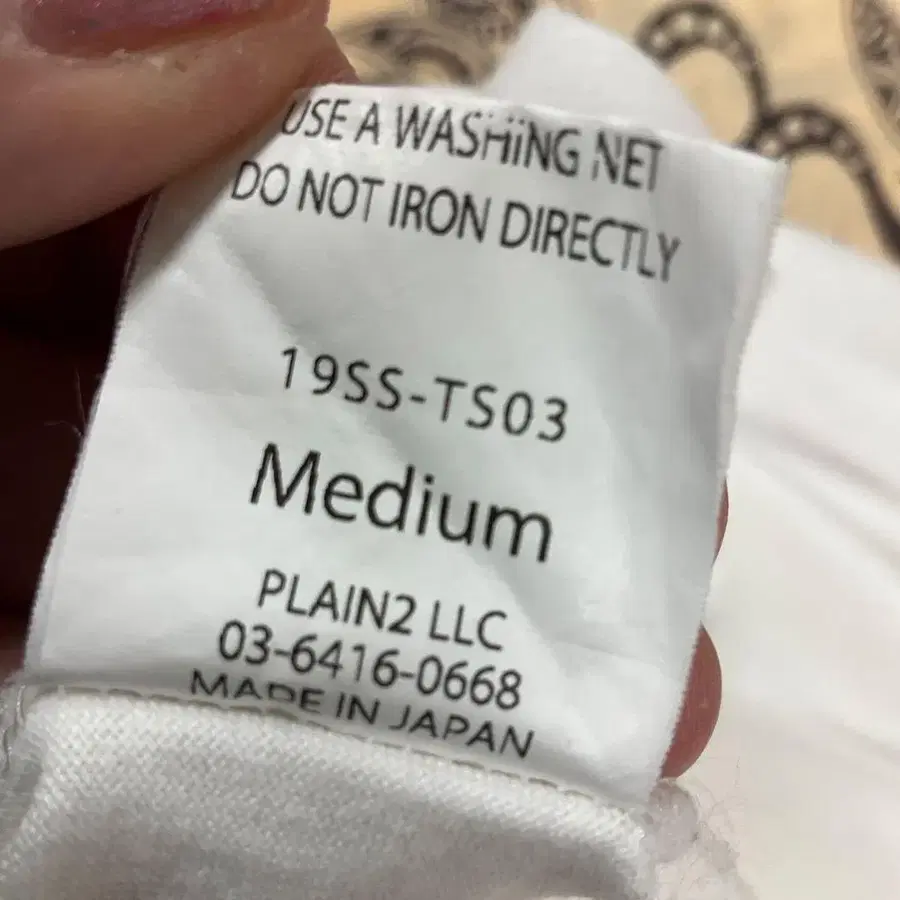 USE A WASHING NET
DO NOT IRON DIRECTLY
19SS-TS03
Medium
PLAIN2 LLC
03-6416-0668
MADE IN JAPAN